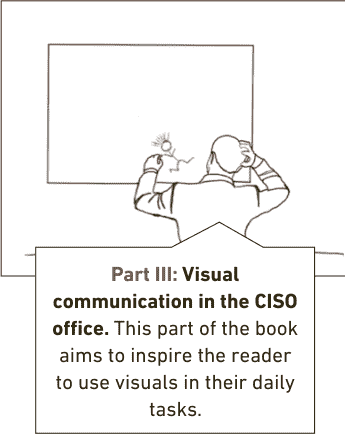 Part III: Visual
communication in the CISO
office. This part of the book
aims to inspire the reader
to use visuals in their daily
tasks.